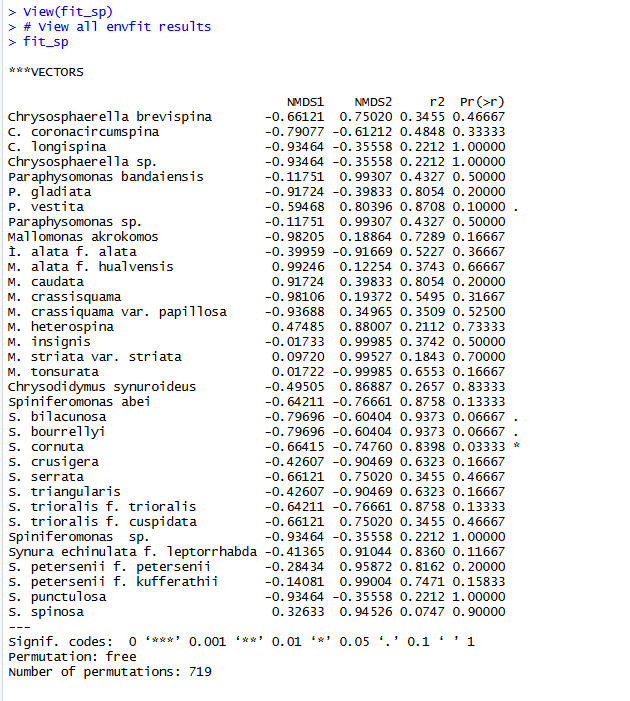 > View(fit_sp)
> # View all envfit results
> fit_sp
***VECTORS
NMDS1 NMDS2 r2 Pr(>r)
Chrysosphaerella brevispina -0.66121 0.75020 0.3455 0.46667
C. coronacircumspina -0.79077 -0.61212 0.4848 0.33333
C. longispina -0.93464 -0.35558 0.2212 1.00000
Chrysosphaerella sp. -0.93464 -0.35558 0.2212 1.00000
Paraphysomonas bandaiensis -0.11751 0.99307 0.4327 0.50000
P. gladiata -0.91724 -0.39833 0.8054 0.20000
P. vestita -0.59468 0.80396 0.8708 0.10000 .
Paraphysomonas sp. -0.11751 0.99307 0.4327 0.50000
Mallomonas akrokomos -0.98205 0.18864 0.7289 0.16667
Ì. alata f. alata -0.39959 -0.91669 0.5227 0.36667
M. alata f. hualvensis 0.99246 0.12254 0.3743 0.66667
M. caudata 0.91724 0.39833 0.8054 0.20000
M. crassisquama -0.98106 0.19372 0.5495 0.31667
M. crassiquama var. papillosa -0.93688 0.34965 0.3509 0.52500
M. heterospina 0.47485 0.88007 0.2112 0.73333
M. insignis -0.01733 0.99985 0.3742 0.50000
M. striata var. striata 0.09720 0.99527 0.1843 0.70000
M. tonsurata 0.01722 -0.99985 0.6553 0.16667
Chrysodidymus synuroideus -0.49505 0.86887 0.2657 0.83333
Spiniferomonas abei -0.64211 -0.76661 0.8758 0.13333
S. bilacunosa -0.79696 -0.60404 0.9373 0.06667 .
S. bourrellyi -0.79696 -0.60404 0.9373 0.06667 .
S. cornuta -0.66415 -0.74760 0.8398 0.03333 *
S. crusigera -0.42607 -0.90469 0.6323 0.16667
S. serrata -0.66121 0.75020 0.3455 0.46667
S. triangularis -0.42607 -0.90469 0.6323 0.16667
S. trioralis f. trioralis -0.64211 -0.76661 0.8758 0.13333
S. trioralis f. cuspidata -0.66121 0.75020 0.3455 0.46667
Spiniferomonas  sp. -0.93464 -0.35558 0.2212 1.00000
Synura echinulata f. leptorrhabda -0.41365 0.91044 0.8360 0.11667
S. petersenii f. petersenii -0.28434 0.95872 0.8162 0.20000
S. petersenii f. kufferathii -0.14081 0.99004 0.7471 0.15833
S. punctulosa -0.93464 -0.35558 0.2212 1.00000
S. spinosa 0.32633 0.94526 0.0747 0.90000
---
Signif. codes:  0 ‘***’ 0.001 ‘**’ 0.01 ‘*’ 0.05 ‘.’ 0.1 ‘ ’ 1
Permutation: free
Number of permutations: 719